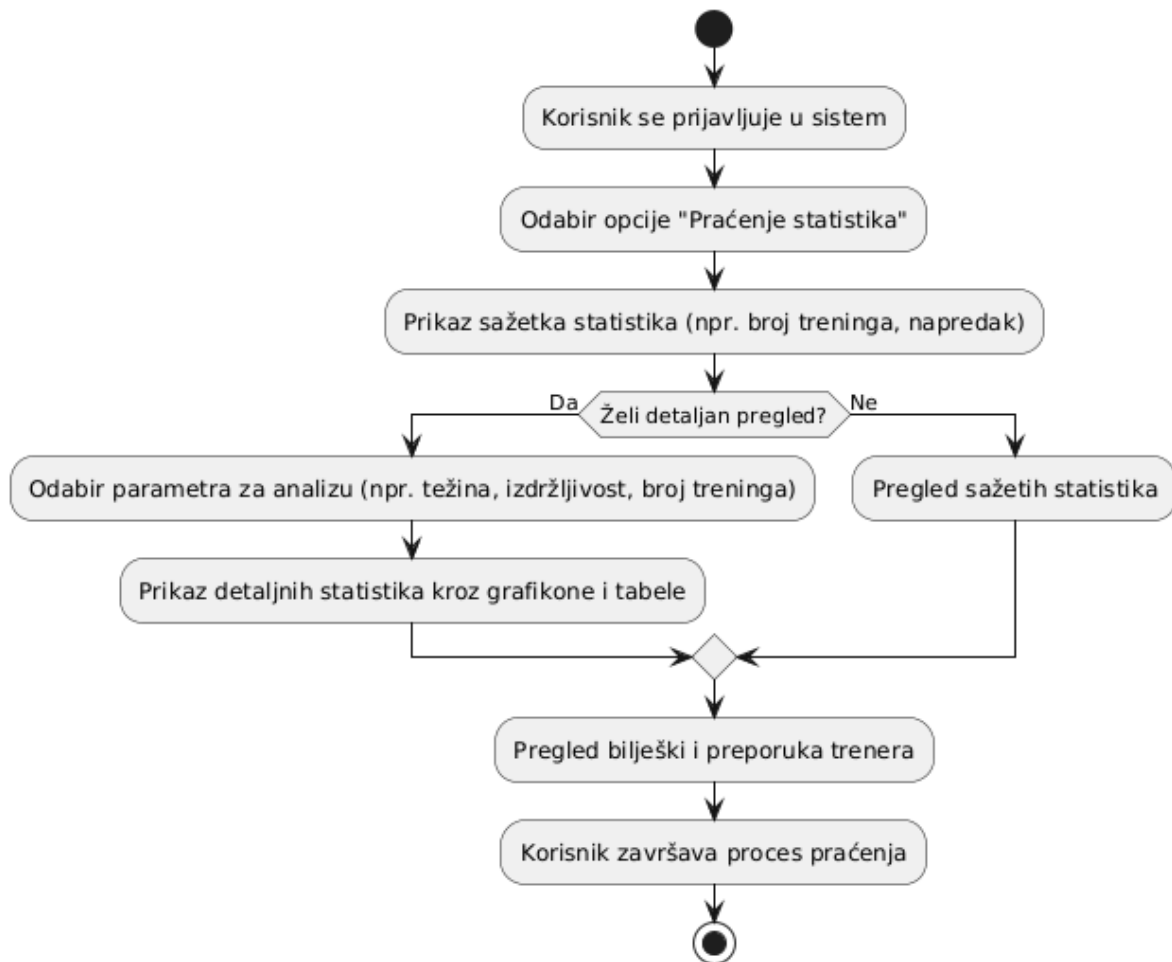 Korisnik se prijavljuje u sistem
Odabir opcije "Praćenje statistika"
Prikaz sažetka statistika (npr. broj treninga, napredak)
Da
Želi detaljan pregled?
Ne
Odabir parametra za analizu (npr. težina, izdržljivost, broj treninga)
Pregled sažetih statistika
Prikaz detaljnih statistika kroz grafikone i tabele
Pregled bilješki i preporuka trenera
Korisnik završava proces praćenja